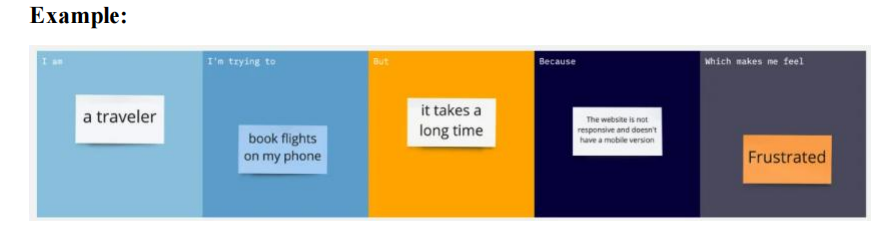 Example:
I am
I'm trying to
But
Because
Which makes me feel
a traveler
book flights
on my phone
it takes a
long time
The website is not
responsive and doesn't
have a mobile version
Frustrated